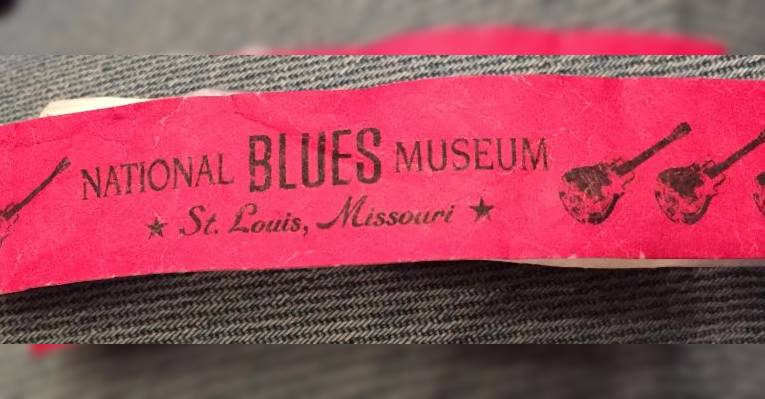 NATIONAL BLUES MUSEUM
★ St. Louis, Missouri ★